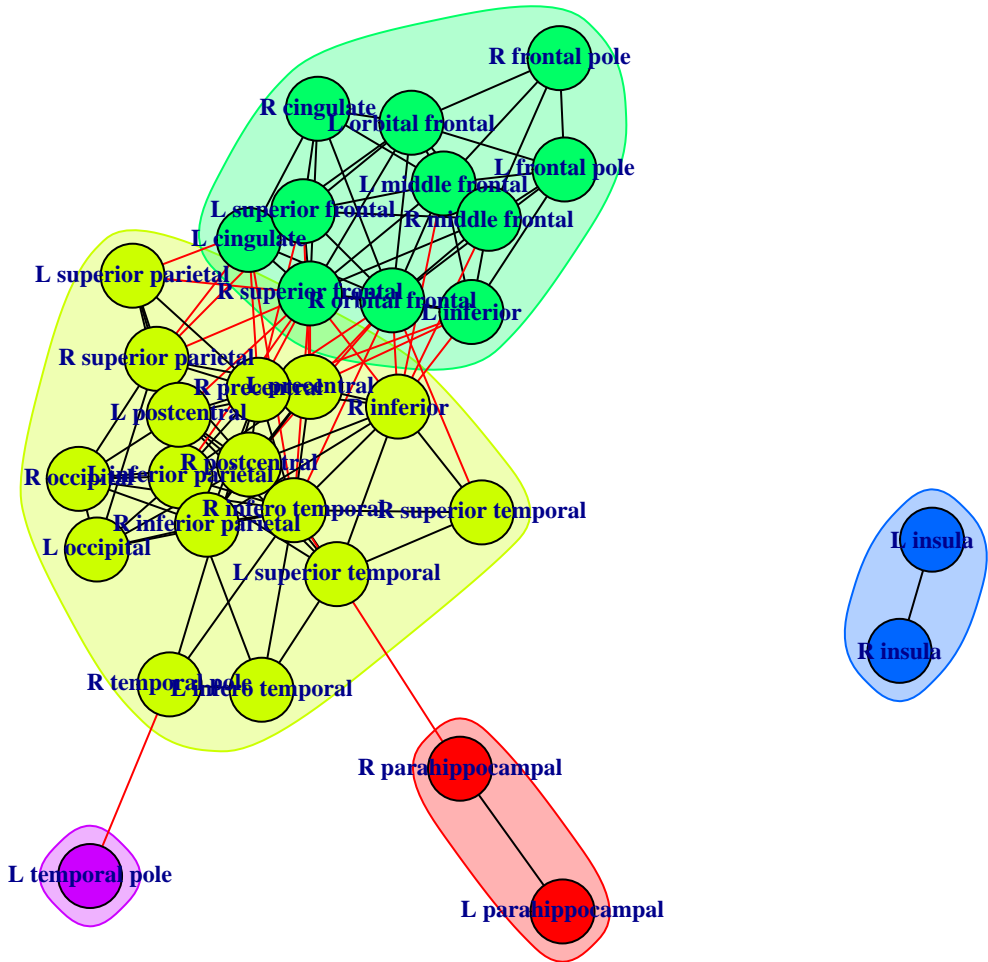 R frontal pole
R cingulate
L orbital frontal
L frontal pole
L middle frontal
L superior frontal
R middle frontal
L cingulate
L superior parietal
R superior frontal
R orbital frontal
L inferior
R superior parietal
R precentral
L precentral
R inferior
L postcentral
R postcentral
R occipital
L inferior parietal
R infero temporal
R superior temporal
R inferior parietal
L occipital
L superior temporal
R temporal pole
L infero temporal
L insula
R insula
R parahippocampal
L temporal pole
L parahippocampal